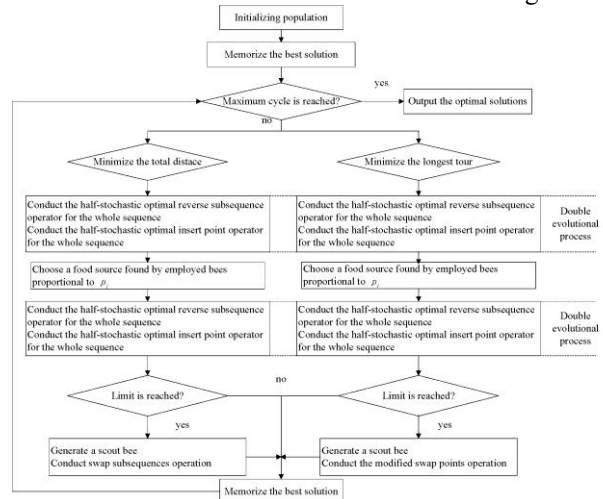 Initializing population
Memorize the best solution
yes
Maximum cycle is reached?
Output the optimal solutions
no
Minimize the total distace
Minimize the longest tour
Conduct the half-stochastic optimal reverse subsequence
operator for the whole sequence
Conduct the half-stochastic optimal insert point operator
for the whole sequence
Conduct the half-stochastic optimal reverse subsequence
operator for the whole sequence
Conduct the half-stochastic optimal insert point operator
for the whole sequence
Double
evolutional
process
Choose a food source found by employed bees
proportional to p_i
Choose a food source found by employed bees
proportional to p_i
Conduct the half-stochastic optimal reverse subsequence
operator for the whole sequence
Conduct the half-stochastic optimal insert point operator
for the whole sequence
Conduct the half-stochastic optimal reverse subsequence
operator for the whole sequence
Conduct the half-stochastic optimal insert point operator
for the whole sequence
Double
evolutional
process
Limit is reached?
no
Limit is reached?
yes
yes
Generate a scout bee
Conduct swap subsequences operation
Generate a scout bee
Conduct the modified swap points operation
Memorize the best solution